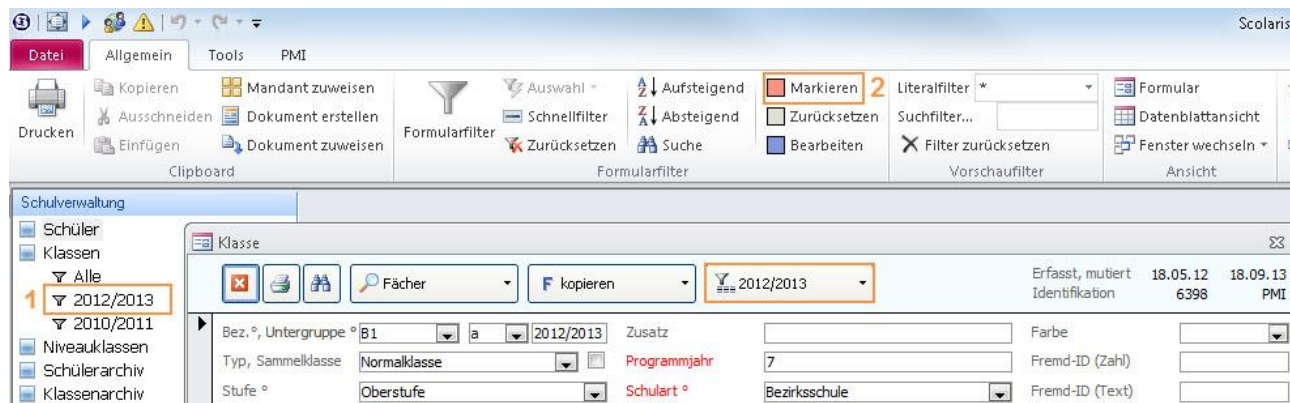 Scolaris
Datei Allgemein Tools PMI
Drucken
Kopieren
Ausschneiden
Einfügen
Mandant zuweisen
Dokument erstellen
Dokument zuweisen
Clipboard
Formularfilter
Auswahl
Schnellfilter
Zurücksetzen
Aufsteigend
Absteigend
Suche
Markieren 2
Zurücksetzen
Bearbeiten
Formularfilter
Literalfilter *
Suchfilter...
Filter zurücksetzen
Vorschaufilter
Formular
Datenblattansicht
Fenster wechseln
Ansicht
Schulverwaltung
Schüler
Klassen
Alle
1 2012/2013
2010/2011
Niveauklassen
Schülerarchiv
Klassenarchiv
Klasse
Fächer F kopieren 2012/2013
Erfasst, mutiert 18.05.12 18.09.13
Identifikation 6398 PMI
Bez.°, Untergruppe ° B1 a 2012/2013 Zusatz Farbe
Typ, Sammelklasse Normalklasse Programmjahr 7 Fremd-ID (Zahl)
Stufe ° Oberstufe Schulart ° Bezirksschule Fremd-ID (Text)